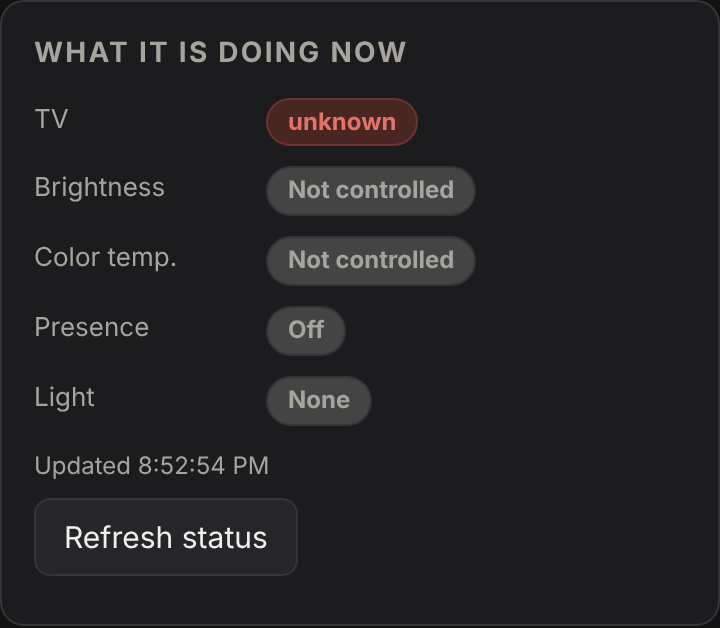 WHAT IT IS DOING NOW
TV unknown
Brightness Not controlled
Color temp. Not controlled
Presence Off
Light None
Updated 8:52:54 PM
Refresh status